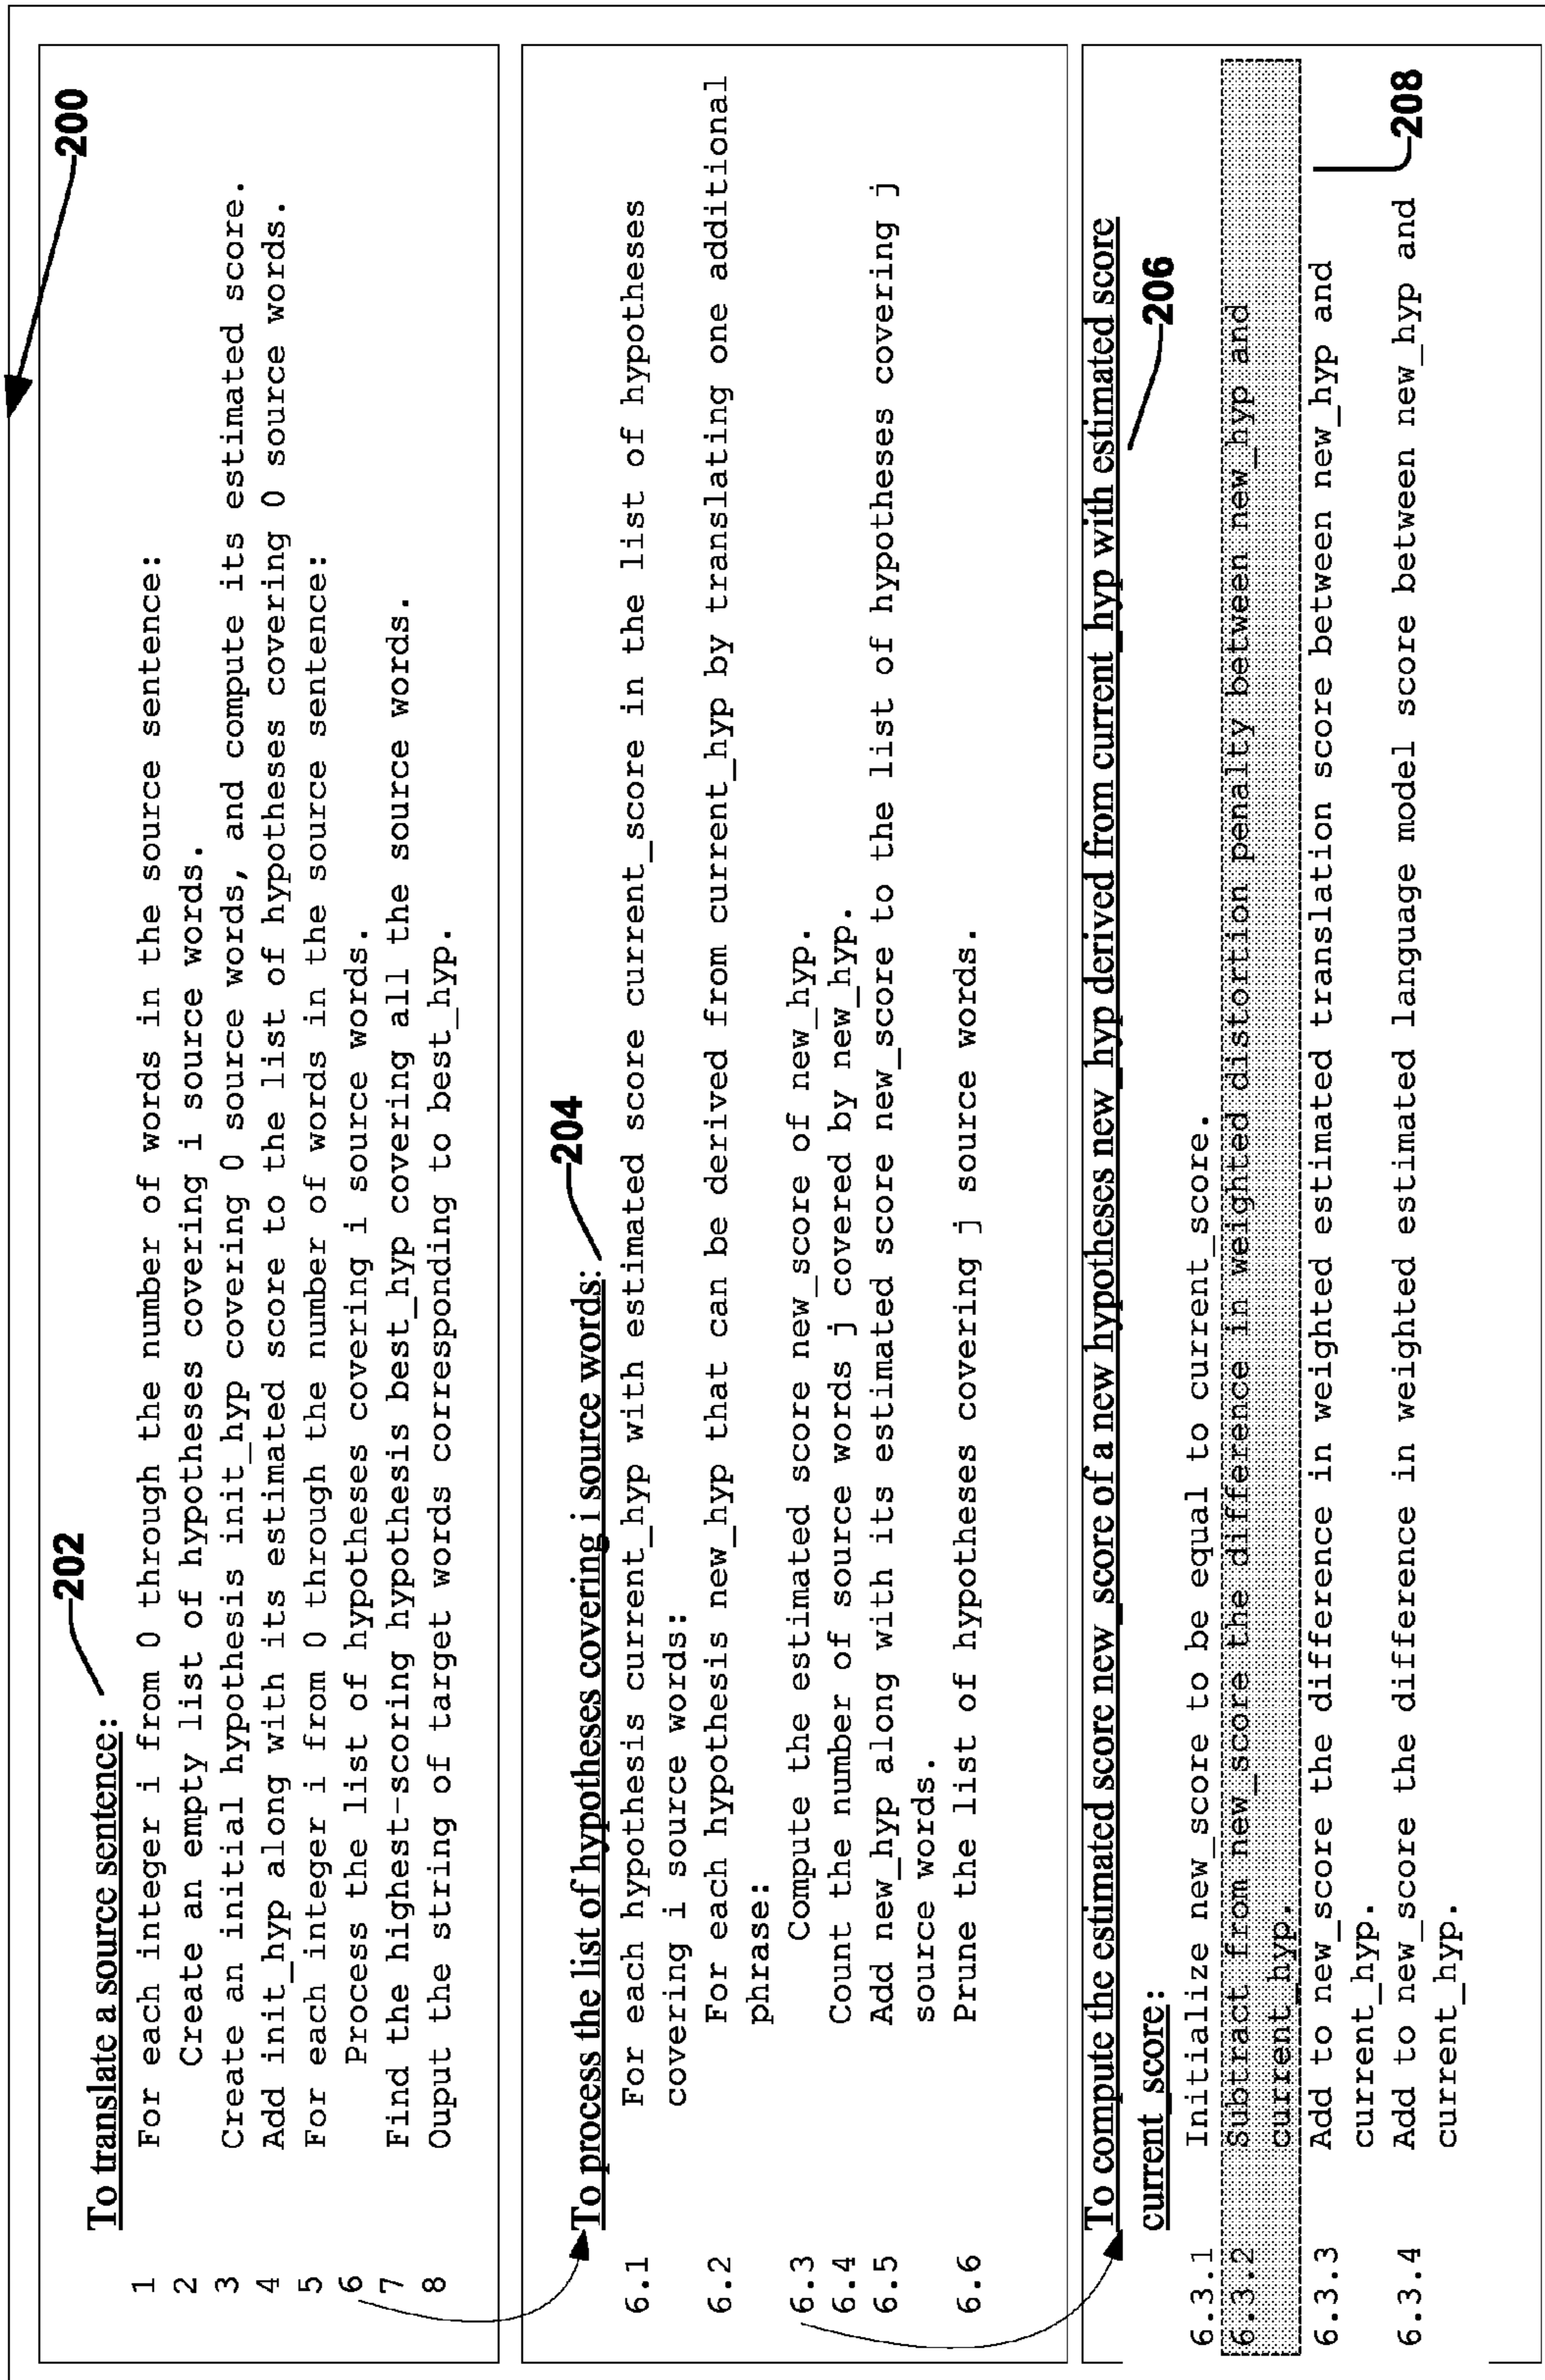 200
202
To translate a source sentence:
1 For each integer i from 0 through the number of words in the source sentence:
2 Create an empty list of hypotheses covering i source words.
3 Create an initial hypothesis init_hyp covering 0 source words, and compute its estimated score.
4 Add init_hyp along with its estimated score to the list of hypotheses covering 0 source words.
5 For each integer i from 0 through the number of words in the source sentence:
6 Process the list of hypotheses covering i source words.
7 Find the highest-scoring hypothesis best_hyp covering all the source words.
8 Ouput the string of target words corresponding to best_hyp.
204
To process the list of hypotheses covering i source words:
6.1 For each hypothesis current_hyp with estimated score current_score in the list of hypotheses
covering i source words:
6.2 For each hypothesis new_hyp that can be derived from current_hyp by translating one additional
phrase:
6.3 Compute the estimated score new_score of new_hyp.
6.4 Count the number of source words j covered by new_hyp.
6.5 Add new_hyp along with its estimated score new_score to the list of hypotheses covering j
source words.
6.6 Prune the list of hypotheses covering j source words.
To compute the estimated score new_score of a new hypotheses new_hyp derived from current_hyp with estimated score
current_score:
206
6.3.1 Initialize new_score to be equal to current_score.
6.3.2 Subtract from new_score the difference in weighted distortion penalty between new_hyp and
current_hyp.
6.3.3 Add to new_score the difference in weighted estimated translation score between new_hyp and
current_hyp.
208
6.3.4 Add to new_score the difference in weighted estimated language model score between new_hyp and
current_hyp.